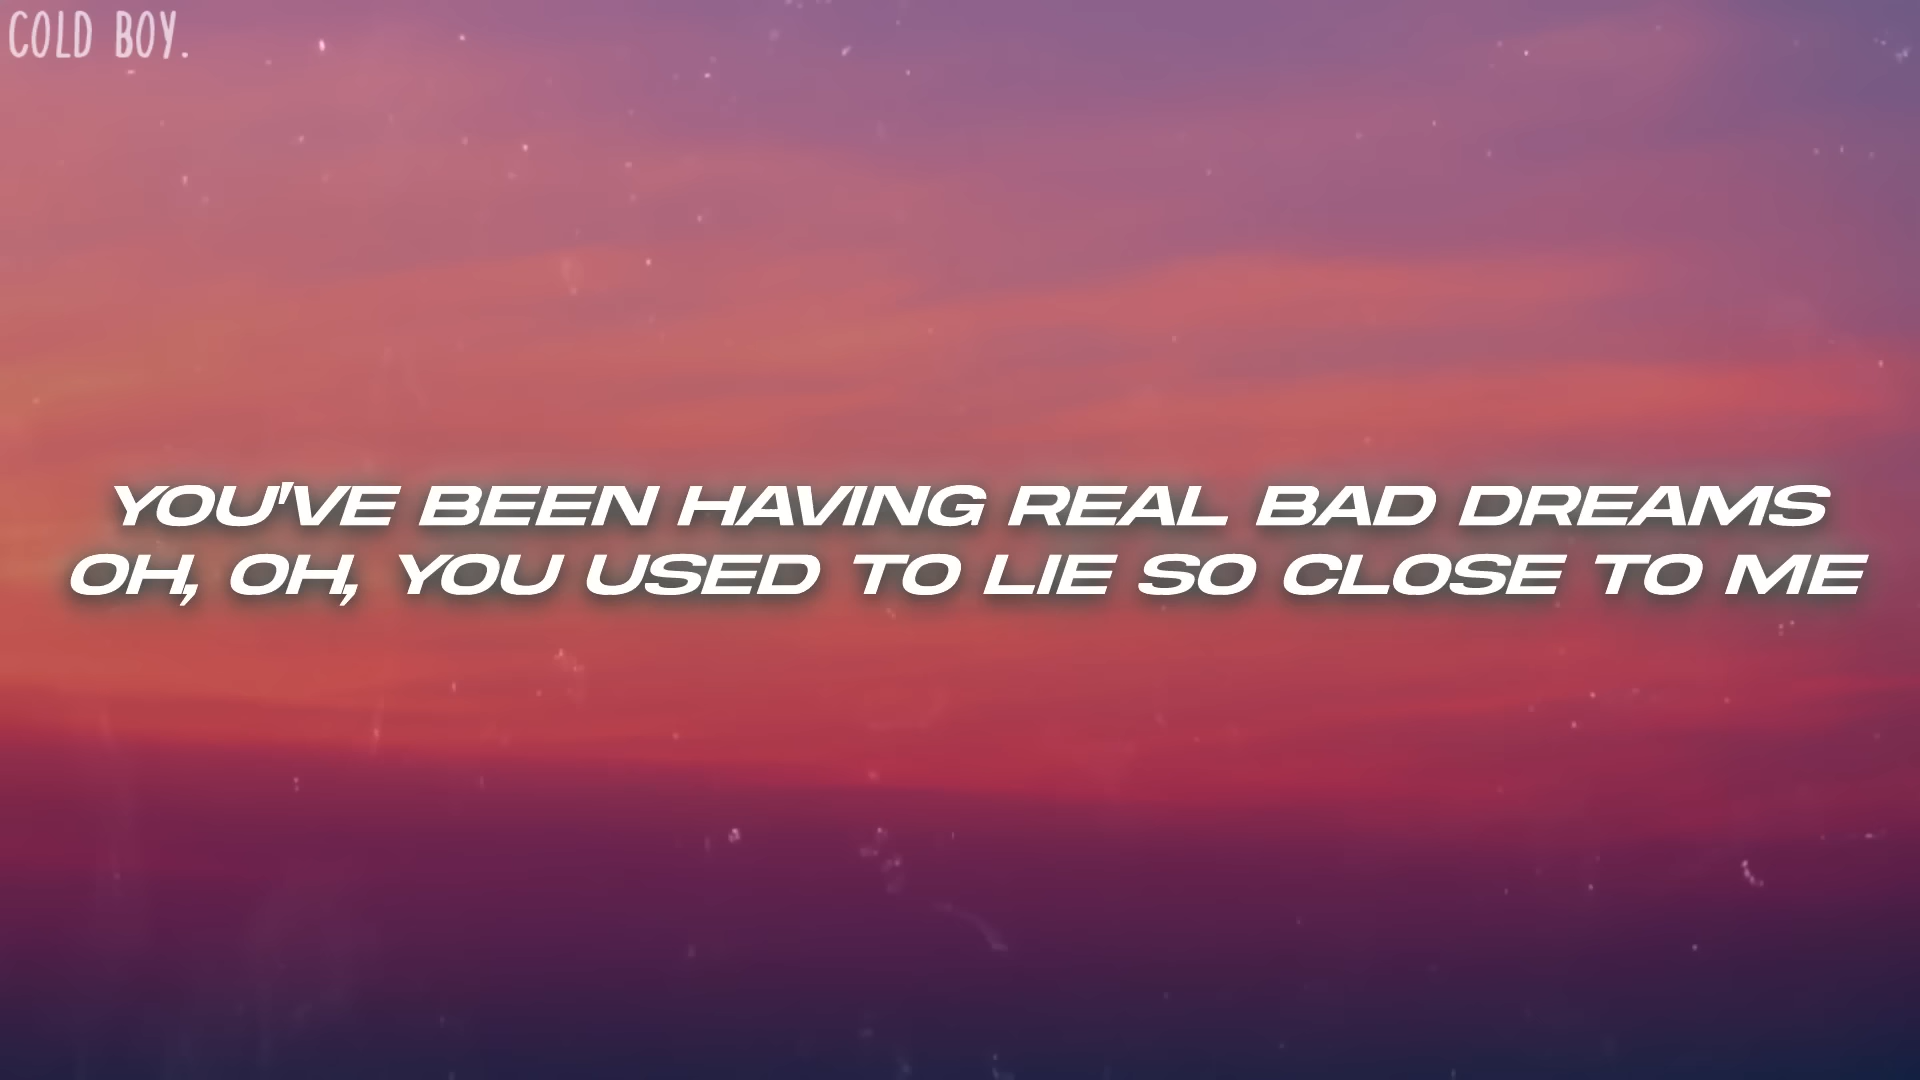 COLD BOY.
YOU'VE BEEN HAVING REAL BAD DREAMS
OH, OH, YOU USED TO LIE SO CLOSE TO ME